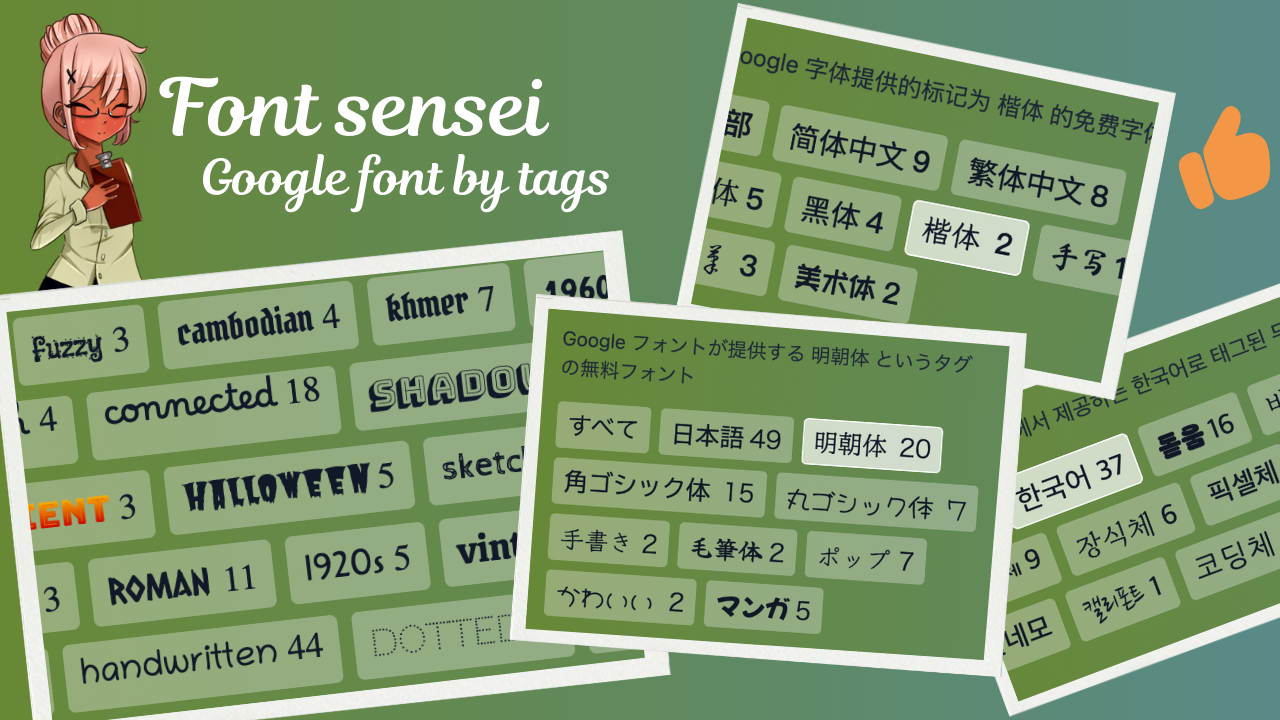 Font sensei
Google font by tags
oogle 字体提供的标记为 楷体 的免费字体
部 简体中文 9 繁体中文 8
体 5 黑体 4 楷体 2 手写 1
3 美术体 2
fuzzy 3 cambodian 4 khmer 7 1960
4 connected 18 SHADOW
3 HALLOWEEN 5 sketch
3 ROMAN 11 1920s 5 vint
handwritten 44 DOTTED
Google フォントが提供する 明朝体 というタグ
の無料フォント
すべて 日本語 49 明朝体 20
角ゴシック体 15 丸ゴシック体 7
手書き 2 毛筆体 2 ポップ 7
かわいい 2 マンガ 5
에서 제공하는 한국어로 태그된 무
한국어 37 돋움 16 바
체 9 장식체 6 픽셀체
네모 캘리폰트 1 코딩체